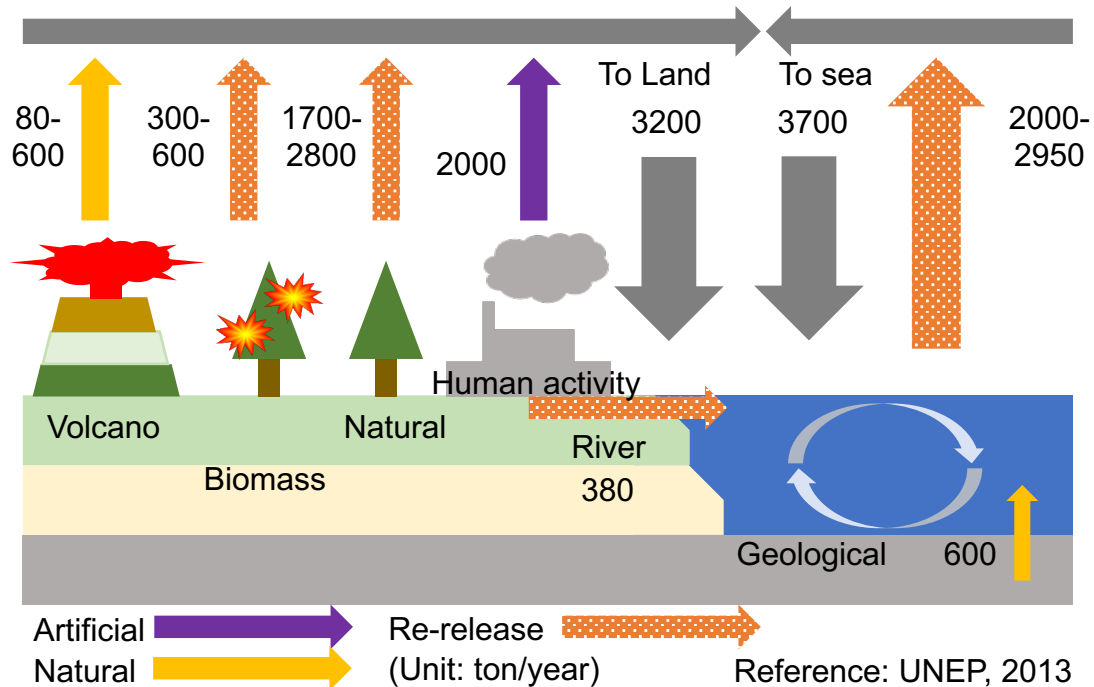 To Land
To sea
80-
600
300-
600
1700-
2800
2000
3200
3700
2000-
2950
Human activity
Volcano
Natural
River
Biomass
380
Geological
600
Artificial
Re-release
Natural
(Unit: ton/year)
Reference: UNEP, 2013